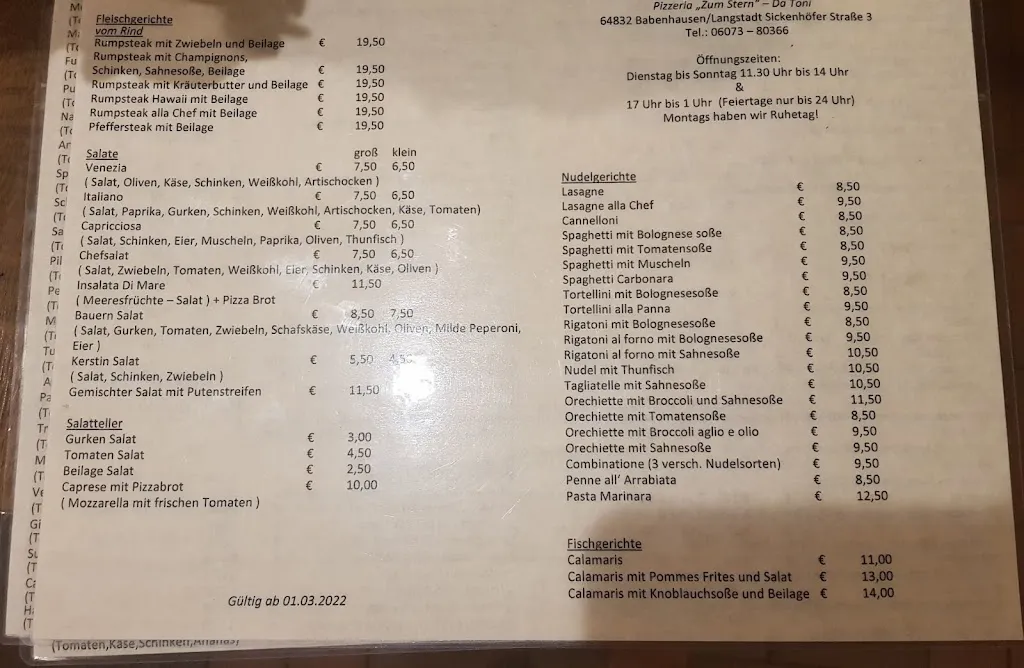 Fleischgerichte
vom Rind
Rumpsteak mit Zwiebeln und Beilage € 19,50
Rumpsteak mit Champignons,
Schinken, Sahnesoße, Beilage € 19,50
Rumpsteak mit Kräuterbutter und Beilage € 19,50
Rumpsteak Hawaii mit Beilage € 19,50
Rumpsteak alla Chef mit Beilage € 19,50
Pfeffersteak mit Beilage € 19,50
Salate groß klein
Venezia € 7,50 6,50
( Salat, Oliven, Käse, Schinken, Weißkohl, Artischocken )
Italiano € 7,50 6,50
( Salat, Paprika, Gurken, Schinken, Weißkohl, Artischocken, Käse, Tomaten)
Capricciosa € 7,50 6,50
( Salat, Schinken, Eier, Muscheln, Paprika, Oliven, Thunfisch )
Chefsalat € 7,50 6,50
( Salat, Zwiebeln, Tomaten, Weißkohl, Eier, Schinken, Käse, Oliven )
Insalata Di Mare € 11,50
( Meeresfrüchte – Salat ) + Pizza Brot
Bauern Salat € 8,50 7,50
( Salat, Gurken, Tomaten, Zwiebeln, Schafskäse, Weißkohl, Oliven, Milde Peperoni,
Eier )
Kerstin Salat € 5,50 4,50
( Salat, Schinken, Zwiebeln )
Gemischter Salat mit Putenstreifen € 11,50
Salatteller
Gurken Salat € 3,00
Tomaten Salat € 4,50
Beilage Salat € 2,50
Caprese mit Pizzabrot € 10,00
( Mozzarella mit frischen Tomaten )
Gültig ab 01.03.2022
Pizzeria „Zum Stern“ – Da Toni
64832 Babenhausen/Langstadt Sickenhöfer Straße 3
Tel.: 06073 – 80366
Öffnungszeiten:
Dienstag bis Sonntag 11.30 Uhr bis 14 Uhr
&
17 Uhr bis 1 Uhr (Feiertage nur bis 24 Uhr)
Montags haben wir Ruhetag!
Nudelgerichte
Lasagne € 8,50
Lasagne alla Chef € 9,50
Cannelloni € 8,50
Spaghetti mit Bolognese soße € 8,50
Spaghetti mit Tomatensoße € 8,50
Spaghetti mit Muscheln € 9,50
Spaghetti Carbonara € 9,50
Tortellini mit Bolognesesoße € 8,50
Tortellini alla Panna € 9,50
Rigatoni mit Bolognesesoße € 8,50
Rigatoni al forno mit Bolognesesoße € 9,50
Rigatoni al forno mit Sahnesoße € 10,50
Nudel mit Thunfisch € 10,50
Tagliatelle mit Sahnesoße € 10,50
Orechiette mit Broccoli und Sahnesoße € 11,50
Orechiette mit Tomatensoße € 8,50
Orechiette mit Broccoli aglio e olio € 9,50
Orechiette mit Sahnesoße € 9,50
Combinatione (3 versch. Nudelsorten) € 9,50
Penne all’ Arrabiata € 8,50
Pasta Marinara € 12,50
Fischgerichte
Calamaris € 11,00
Calamaris mit Pommes Frites und Salat € 13,00
Calamaris mit Knoblauchsoße und Beilage € 14,00
(Tomaten,Käse,Schinken,Ananas)